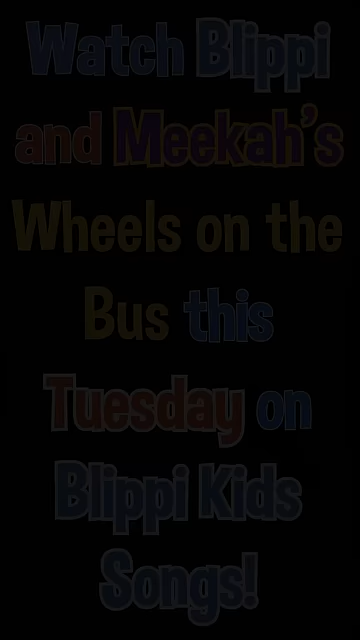 Watch Blippi
and Meekah's
Wheels on the
Bus this
Tuesday on
Blippi Kids
Songs!